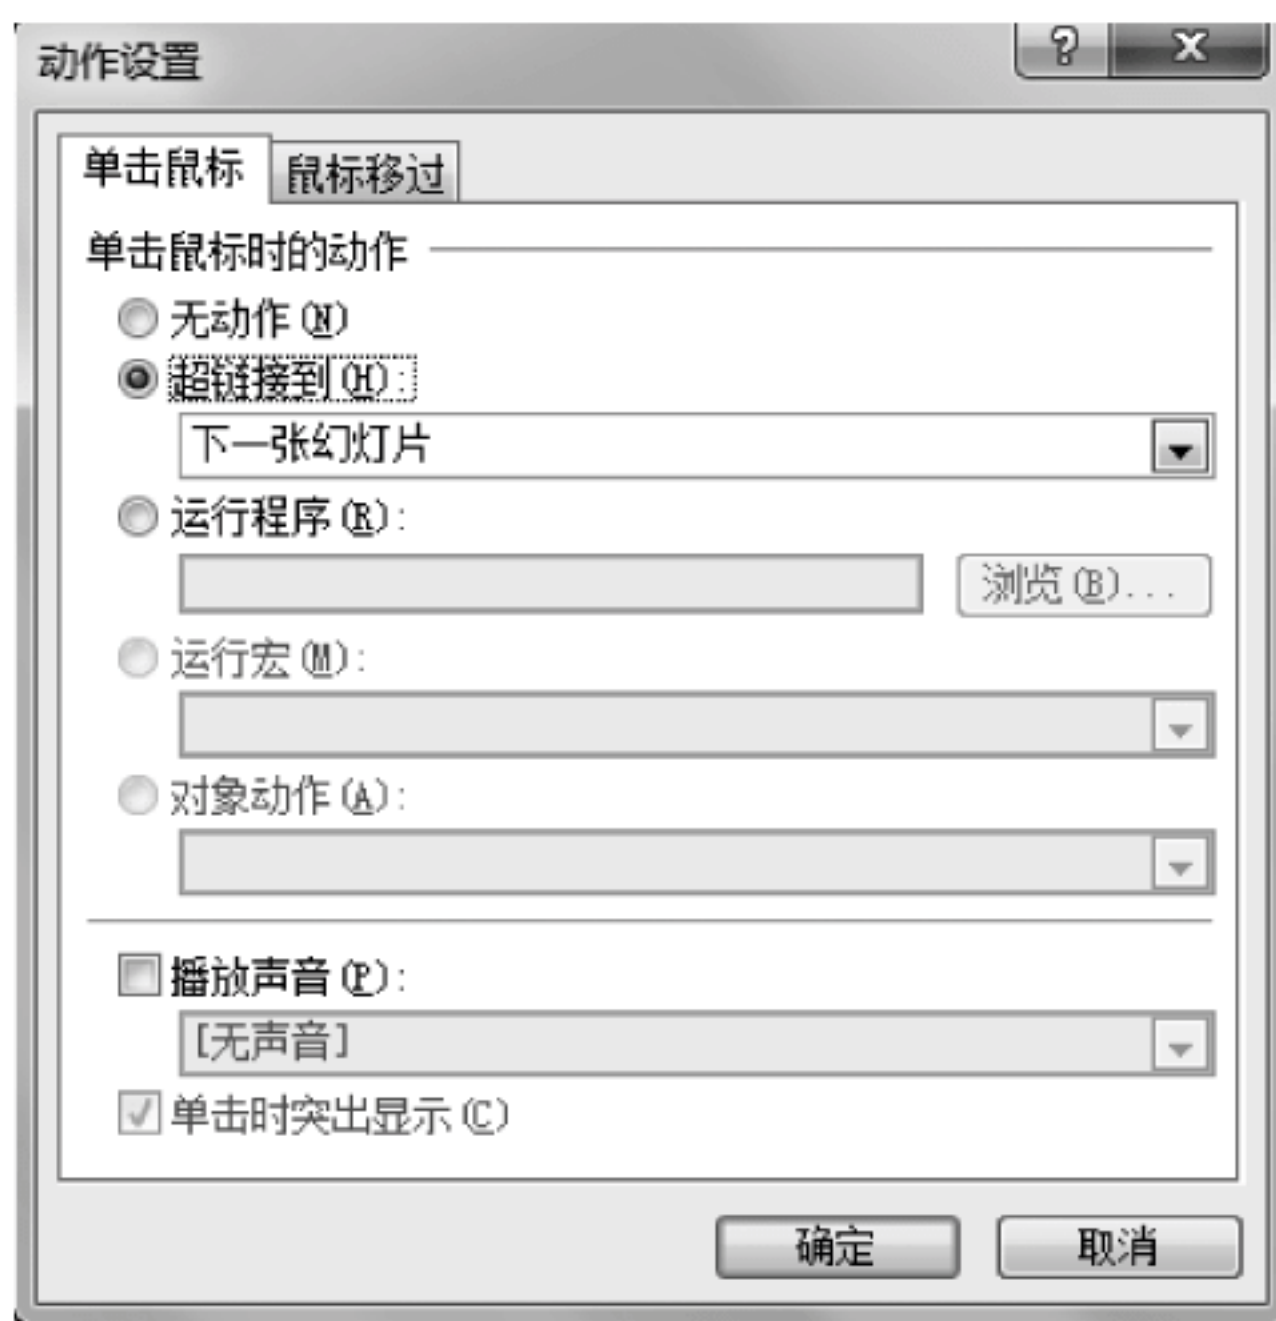 动作设置
单击鼠标 鼠标移过
单击鼠标时的动作
无动作(N)
超链接到(H):
下一张幻灯片
运行程序(R):
浏览(B)...
运行宏(M):
对象动作(A):
播放声音(P):
[无声音]
单击时突出显示(C)
确定 取消